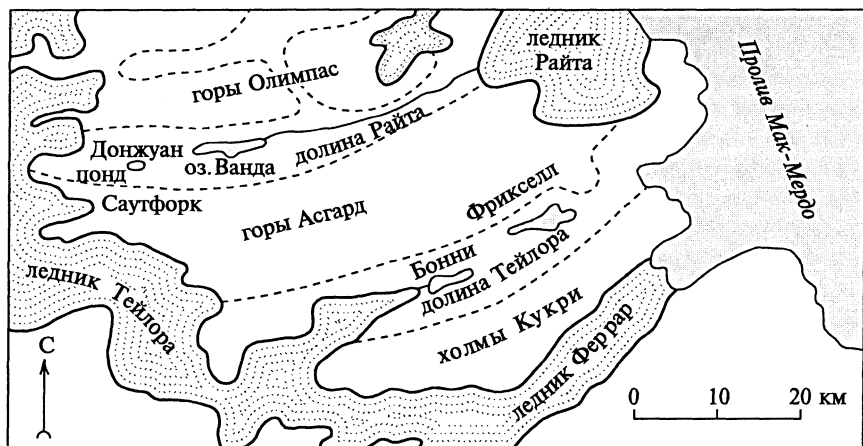 ледник
Райта
Пролив Мак-Мердо
горы Олимпас
Донжуан
понд
оз. Ванда
долина Райта
Саутфорк
горы Асгард
Фрикселл
Бонни
долина Тейлора
ледник Тейлора
холмы Кукри
ледник Феррар
С
0 10 20 км